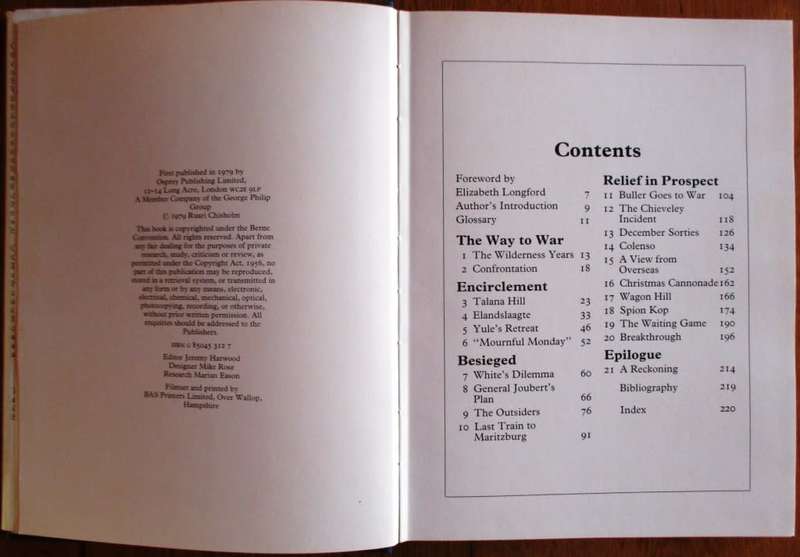 First published in 1979 by
Osprey Publishing Limited,
12–14 Long Acre, London WC2E 9LP
A Member Company of the George Philip
Group
© 1979 Ruari Chisholm
This book is copyrighted under the Berne
Convention. All rights reserved. Apart from
any fair dealing for the purposes of private
research, study, criticism or review, as
permitted under the Copyright Act, 1956, no
part of this publication may be reproduced,
stored in a retrieval system, or transmitted in
any form or by any means, electronic,
electrical, chemical, mechanical, optical,
photocopying, recording, or otherwise,
without prior written permission. All
enquiries should be addressed to the
Publishers.
ISBN 0 85045 312 7
Editor Jeremy Harwood
Designer Mike Rose
Research Marian Eason
Filmset and printed by
BAS Printers Limited, Over Wallop,
Hampshire
Contents
Foreword by
Elizabeth Longford 7
Author's Introduction 9
Glossary 11
The Way to War
1 The Wilderness Years 13
2 Confrontation 18
Encirclement
3 Talana Hill 23
4 Elandslaagte 33
5 Yule's Retreat 46
6 "Mournful Monday" 52
Besieged
7 White's Dilemma 60
8 General Joubert's
Plan 66
9 The Outsiders 76
10 Last Train to
Maritzburg 91
Relief in Prospect
11 Buller Goes to War 104
12 The Chieveley
Incident 118
13 December Sorties 126
14 Colenso 134
15 A View from
Overseas 152
16 Christmas Cannonade 162
17 Wagon Hill 166
18 Spion Kop 174
19 The Waiting Game 190
20 Breakthrough 196
Epilogue
21 A Reckoning 214
Bibliography 219
Index 220